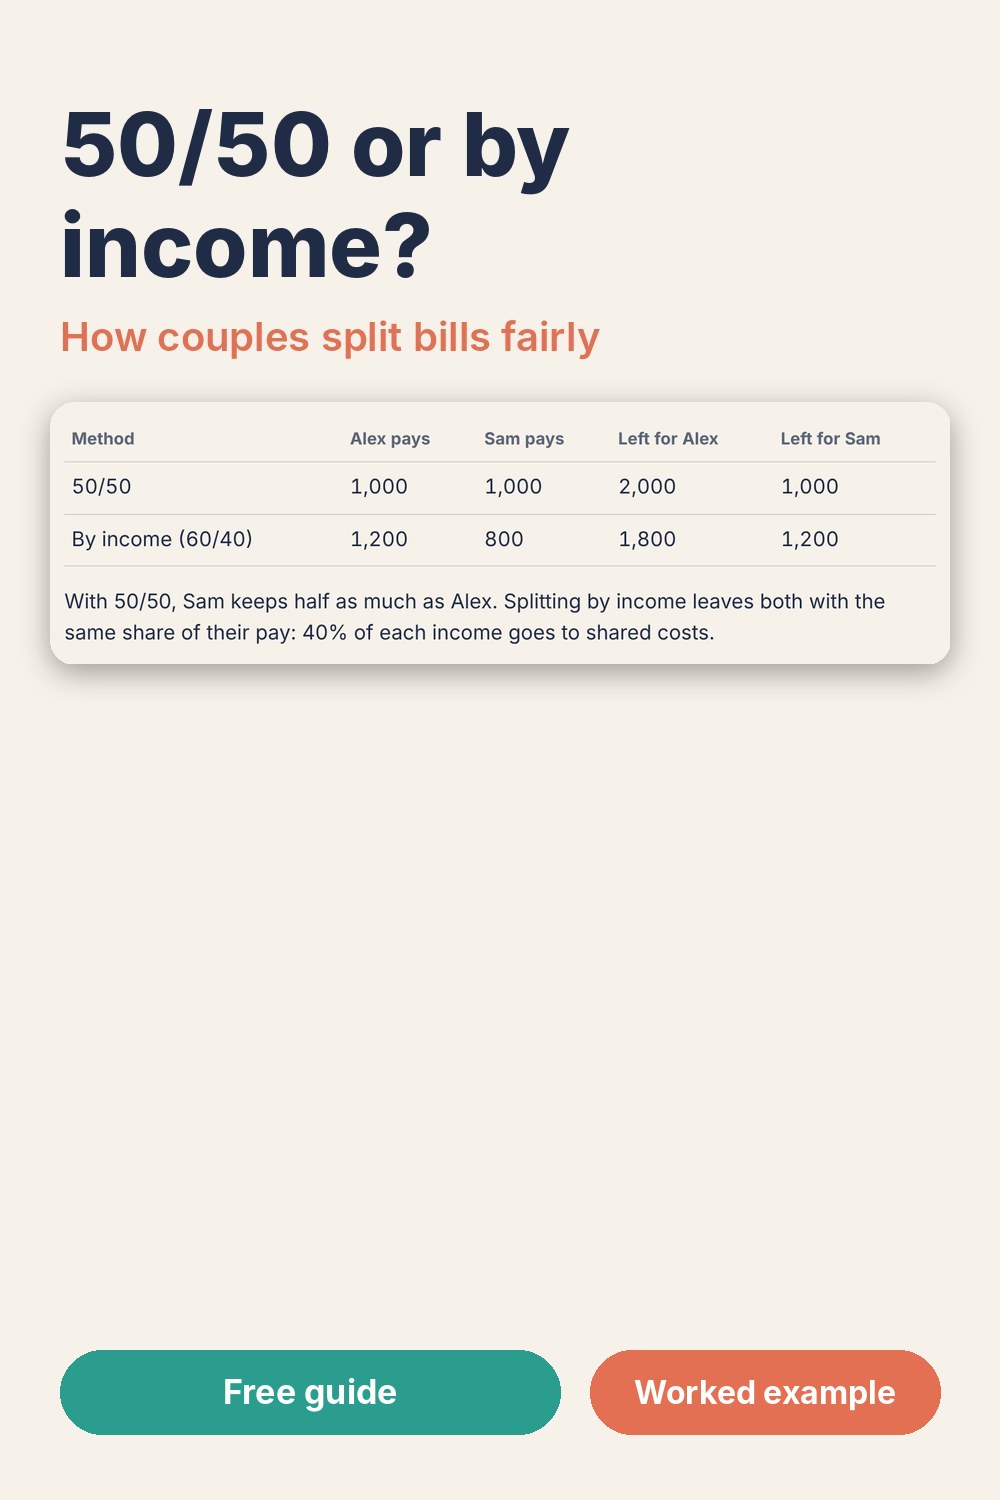 50/50 or by
income?
How couples split bills fairly
Method Alex pays Sam pays Left for Alex Left for Sam
50/50 1,000 1,000 2,000 1,000
By income (60/40) 1,200 800 1,800 1,200
With 50/50, Sam keeps half as much as Alex. Splitting by income leaves both with the
same share of their pay: 40% of each income goes to shared costs.
Free guide Worked example